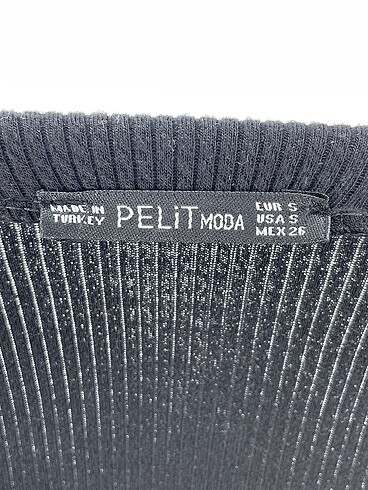 MADE IN
TURKEY
PELiT MODA
EUR S
USA S
MEX 26